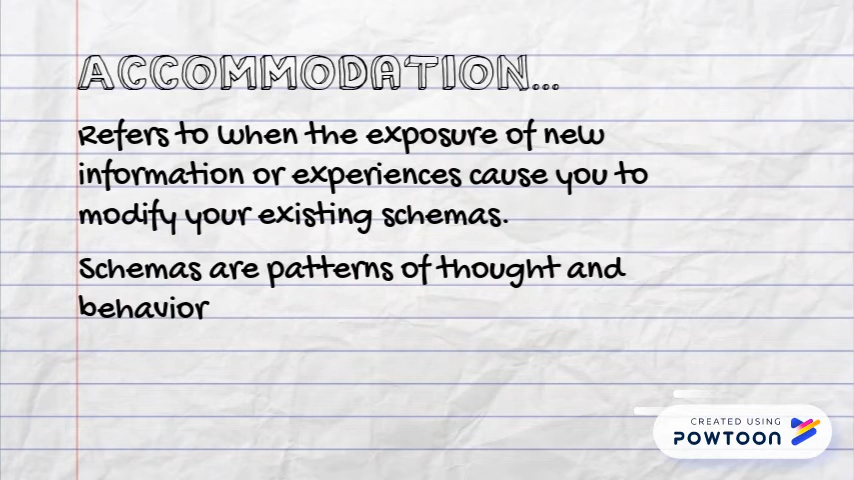 ACCOMMODATION...
Refers to when the exposure of new
information or experiences cause you to
modify your existing schemas.
Schemas are patterns of thought and
behavior
CREATED USING
POWTOON